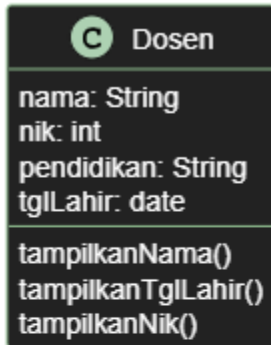 C Dosen
nama: String
nik: int
pendidikan: String
tglLahir: date
tampilkanNama()
tampilkanTglLahir()
tampilkanNik()